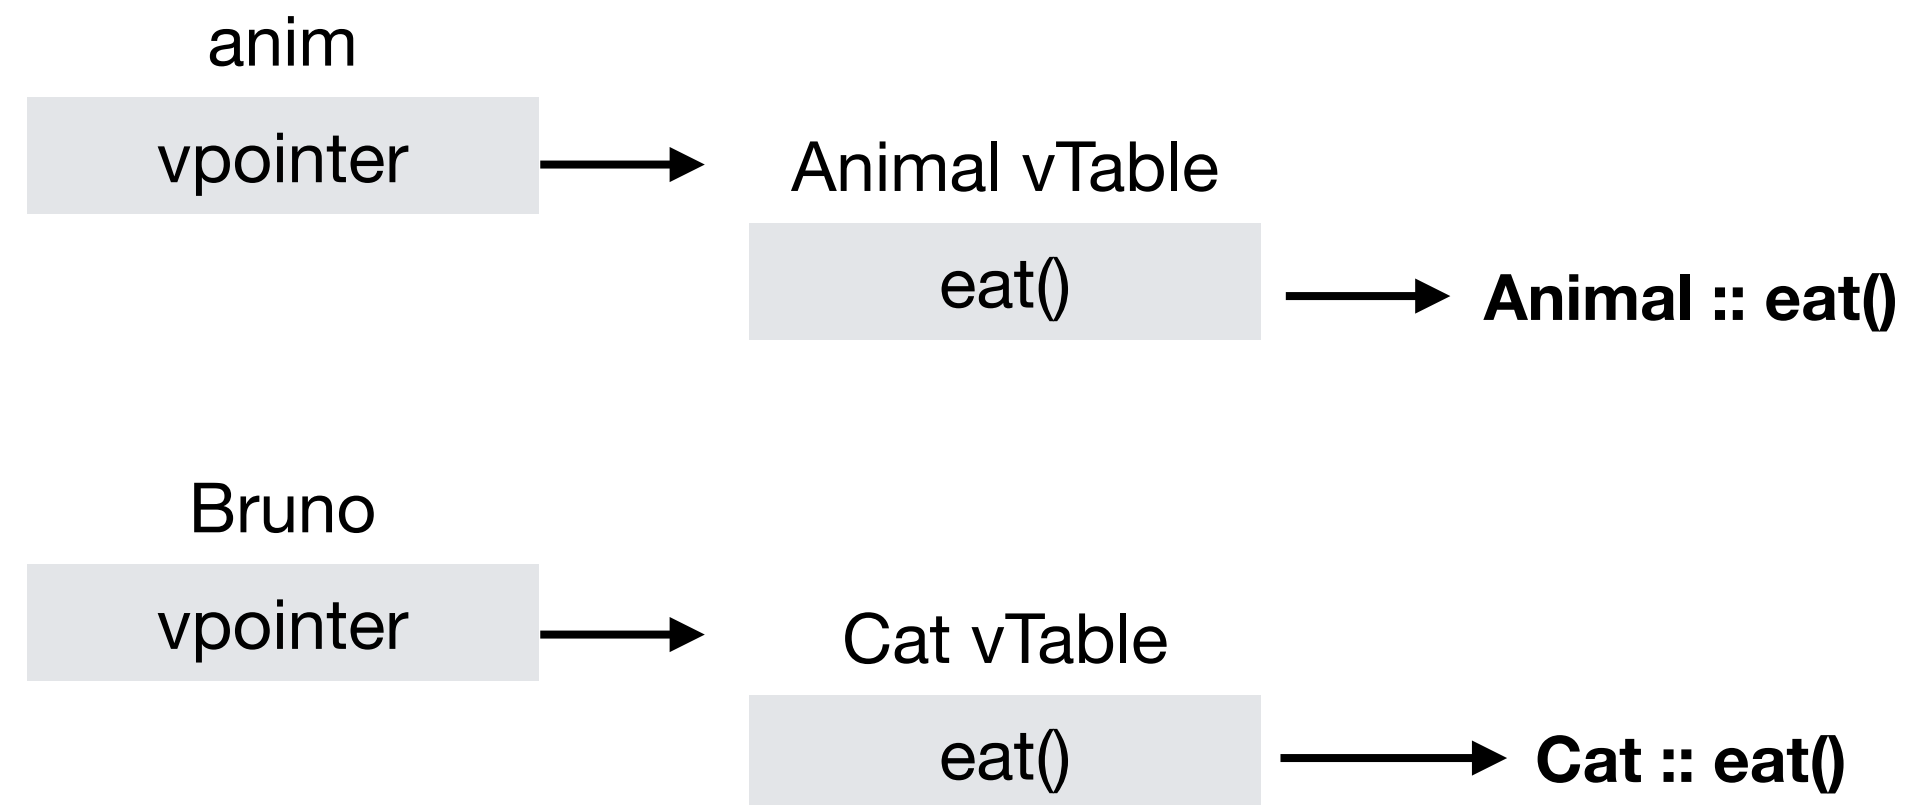 anim
vpointer
Animal vTable
eat()
Animal :: eat()
Bruno
vpointer
Cat vTable
eat()
Cat :: eat()